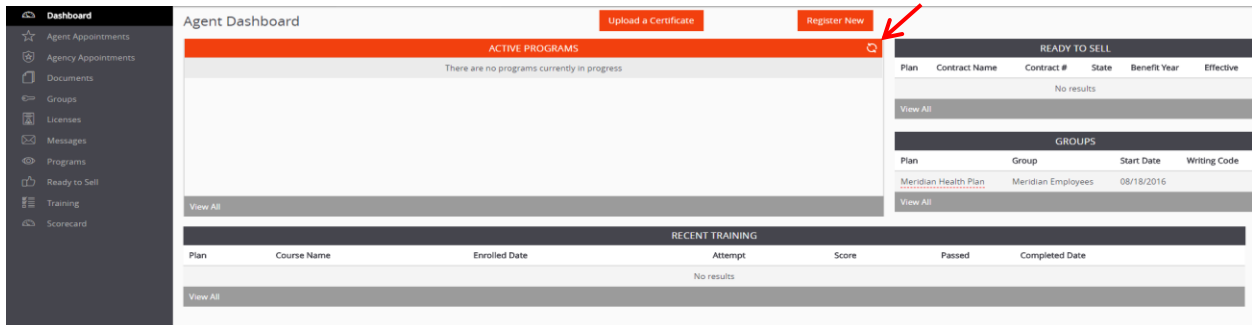 Dashboard
Agent Appointments
Agency Appointments
Documents
Groups
Licenses
Messages
Programs
Ready to Sell
Training
Scorecard
Agent Dashboard
Upload a Certificate
Register New
ACTIVE PROGRAMS
There are no programs currently in progress
View All
READY TO SELL
Plan Contract Name Contract # State Benefit Year Effective
No results
View All
GROUPS
Plan Group Start Date Writing Code
Meridian Health Plan Meridian Employees 08/18/2016
View All
RECENT TRAINING
Plan Course Name Enrolled Date Attempt Score Passed Completed Date
No results
View All